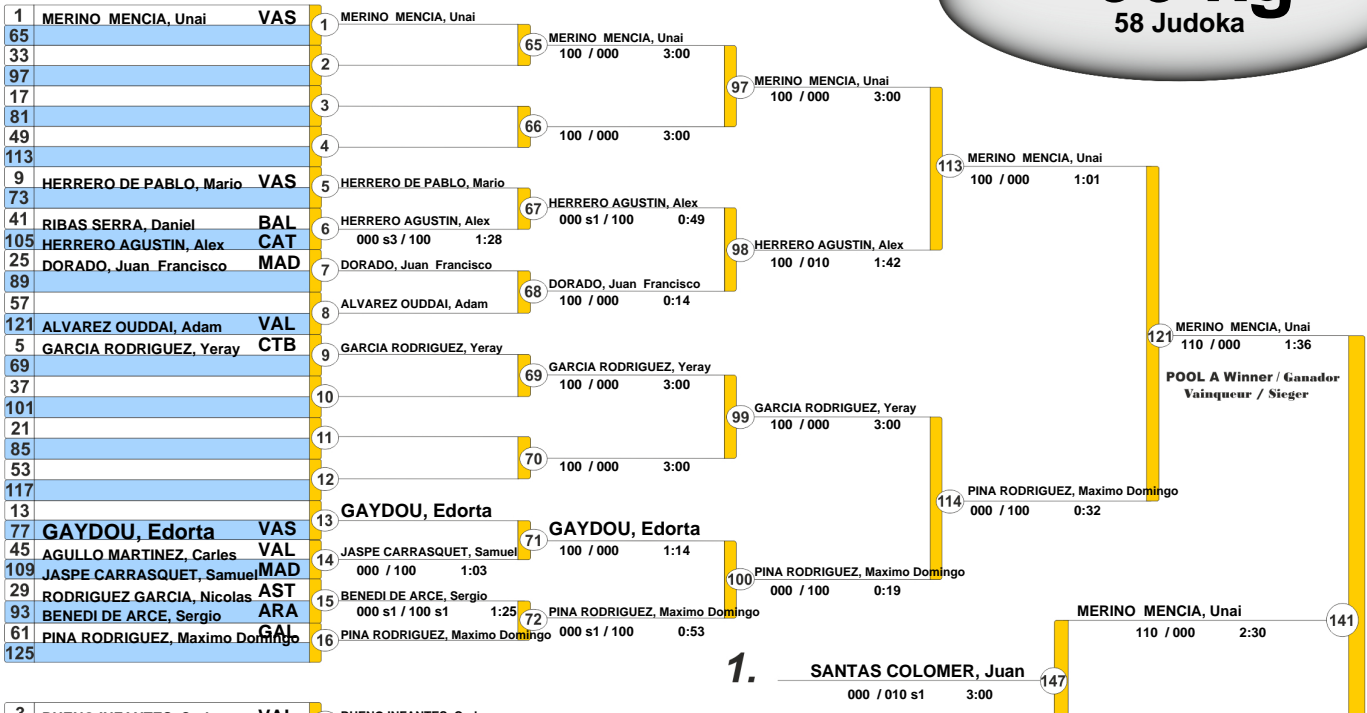 58 Judoka
1 MERINO MENCIA, Unai VAS
65
33
97
17
81
49
113
9 HERRERO DE PABLO, Mario VAS
73
41 RIBAS SERRA, Daniel BAL
105 HERRERO AGUSTIN, Alex CAT
25 DORADO, Juan Francisco MAD
89
57
121 ALVAREZ OUDDAI, Adam VAL
5 GARCIA RODRIGUEZ, Yeray CTB
69
37
101
21
85
53
117
13
77 GAYDOU, Edorta VAS
45 AGULLO MARTINEZ, Carles VAL
109 JASPE CARRASQUET, Samuel MAD
29 RODRIGUEZ GARCIA, Nicolas AST
93 BENEDI DE ARCE, Sergio ARA
61 PINA RODRIGUEZ, Maximo Domingo GAL
125
1 MERINO MENCIA, Unai
2
3
4
5 HERRERO DE PABLO, Mario
6 HERRERO AGUSTIN, Alex
000 s3 / 100 1:28
7 DORADO, Juan Francisco
8 ALVAREZ OUDDAI, Adam
9 GARCIA RODRIGUEZ, Yeray
10
11
12
13 GAYDOU, Edorta
14 JASPE CARRASQUET, Samuel
000 / 100 1:03
15 BENEDI DE ARCE, Sergio
000 s1 / 100 s1 1:25
16 PINA RODRIGUEZ, Maximo Domingo
65 MERINO MENCIA, Unai
100 / 000 3:00
66
100 / 000 3:00
67 HERRERO AGUSTIN, Alex
000 s1 / 100 0:49
68 DORADO, Juan Francisco
100 / 000 0:14
69 GARCIA RODRIGUEZ, Yeray
100 / 000 3:00
70
100 / 000 3:00
71 GAYDOU, Edorta
100 / 000 1:14
72 PINA RODRIGUEZ, Maximo Domingo
000 s1 / 100 0:53
97 MERINO MENCIA, Unai
100 / 000 3:00
98 HERRERO AGUSTIN, Alex
100 / 010 1:42
99 GARCIA RODRIGUEZ, Yeray
100 / 000 3:00
100 PINA RODRIGUEZ, Maximo Domingo
000 / 100 0:19
113 MERINO MENCIA, Unai
100 / 000 1:01
114 PINA RODRIGUEZ, Maximo Domingo
000 / 100 0:32
121 MERINO MENCIA, Unai
110 / 000 1:36
POOL A Winner / Ganador
Vainqueur / Sieger
MERINO MENCIA, Unai 141
110 / 000 2:30
1. SANTAS COLOMER, Juan 147
000 / 010 s1 3:00